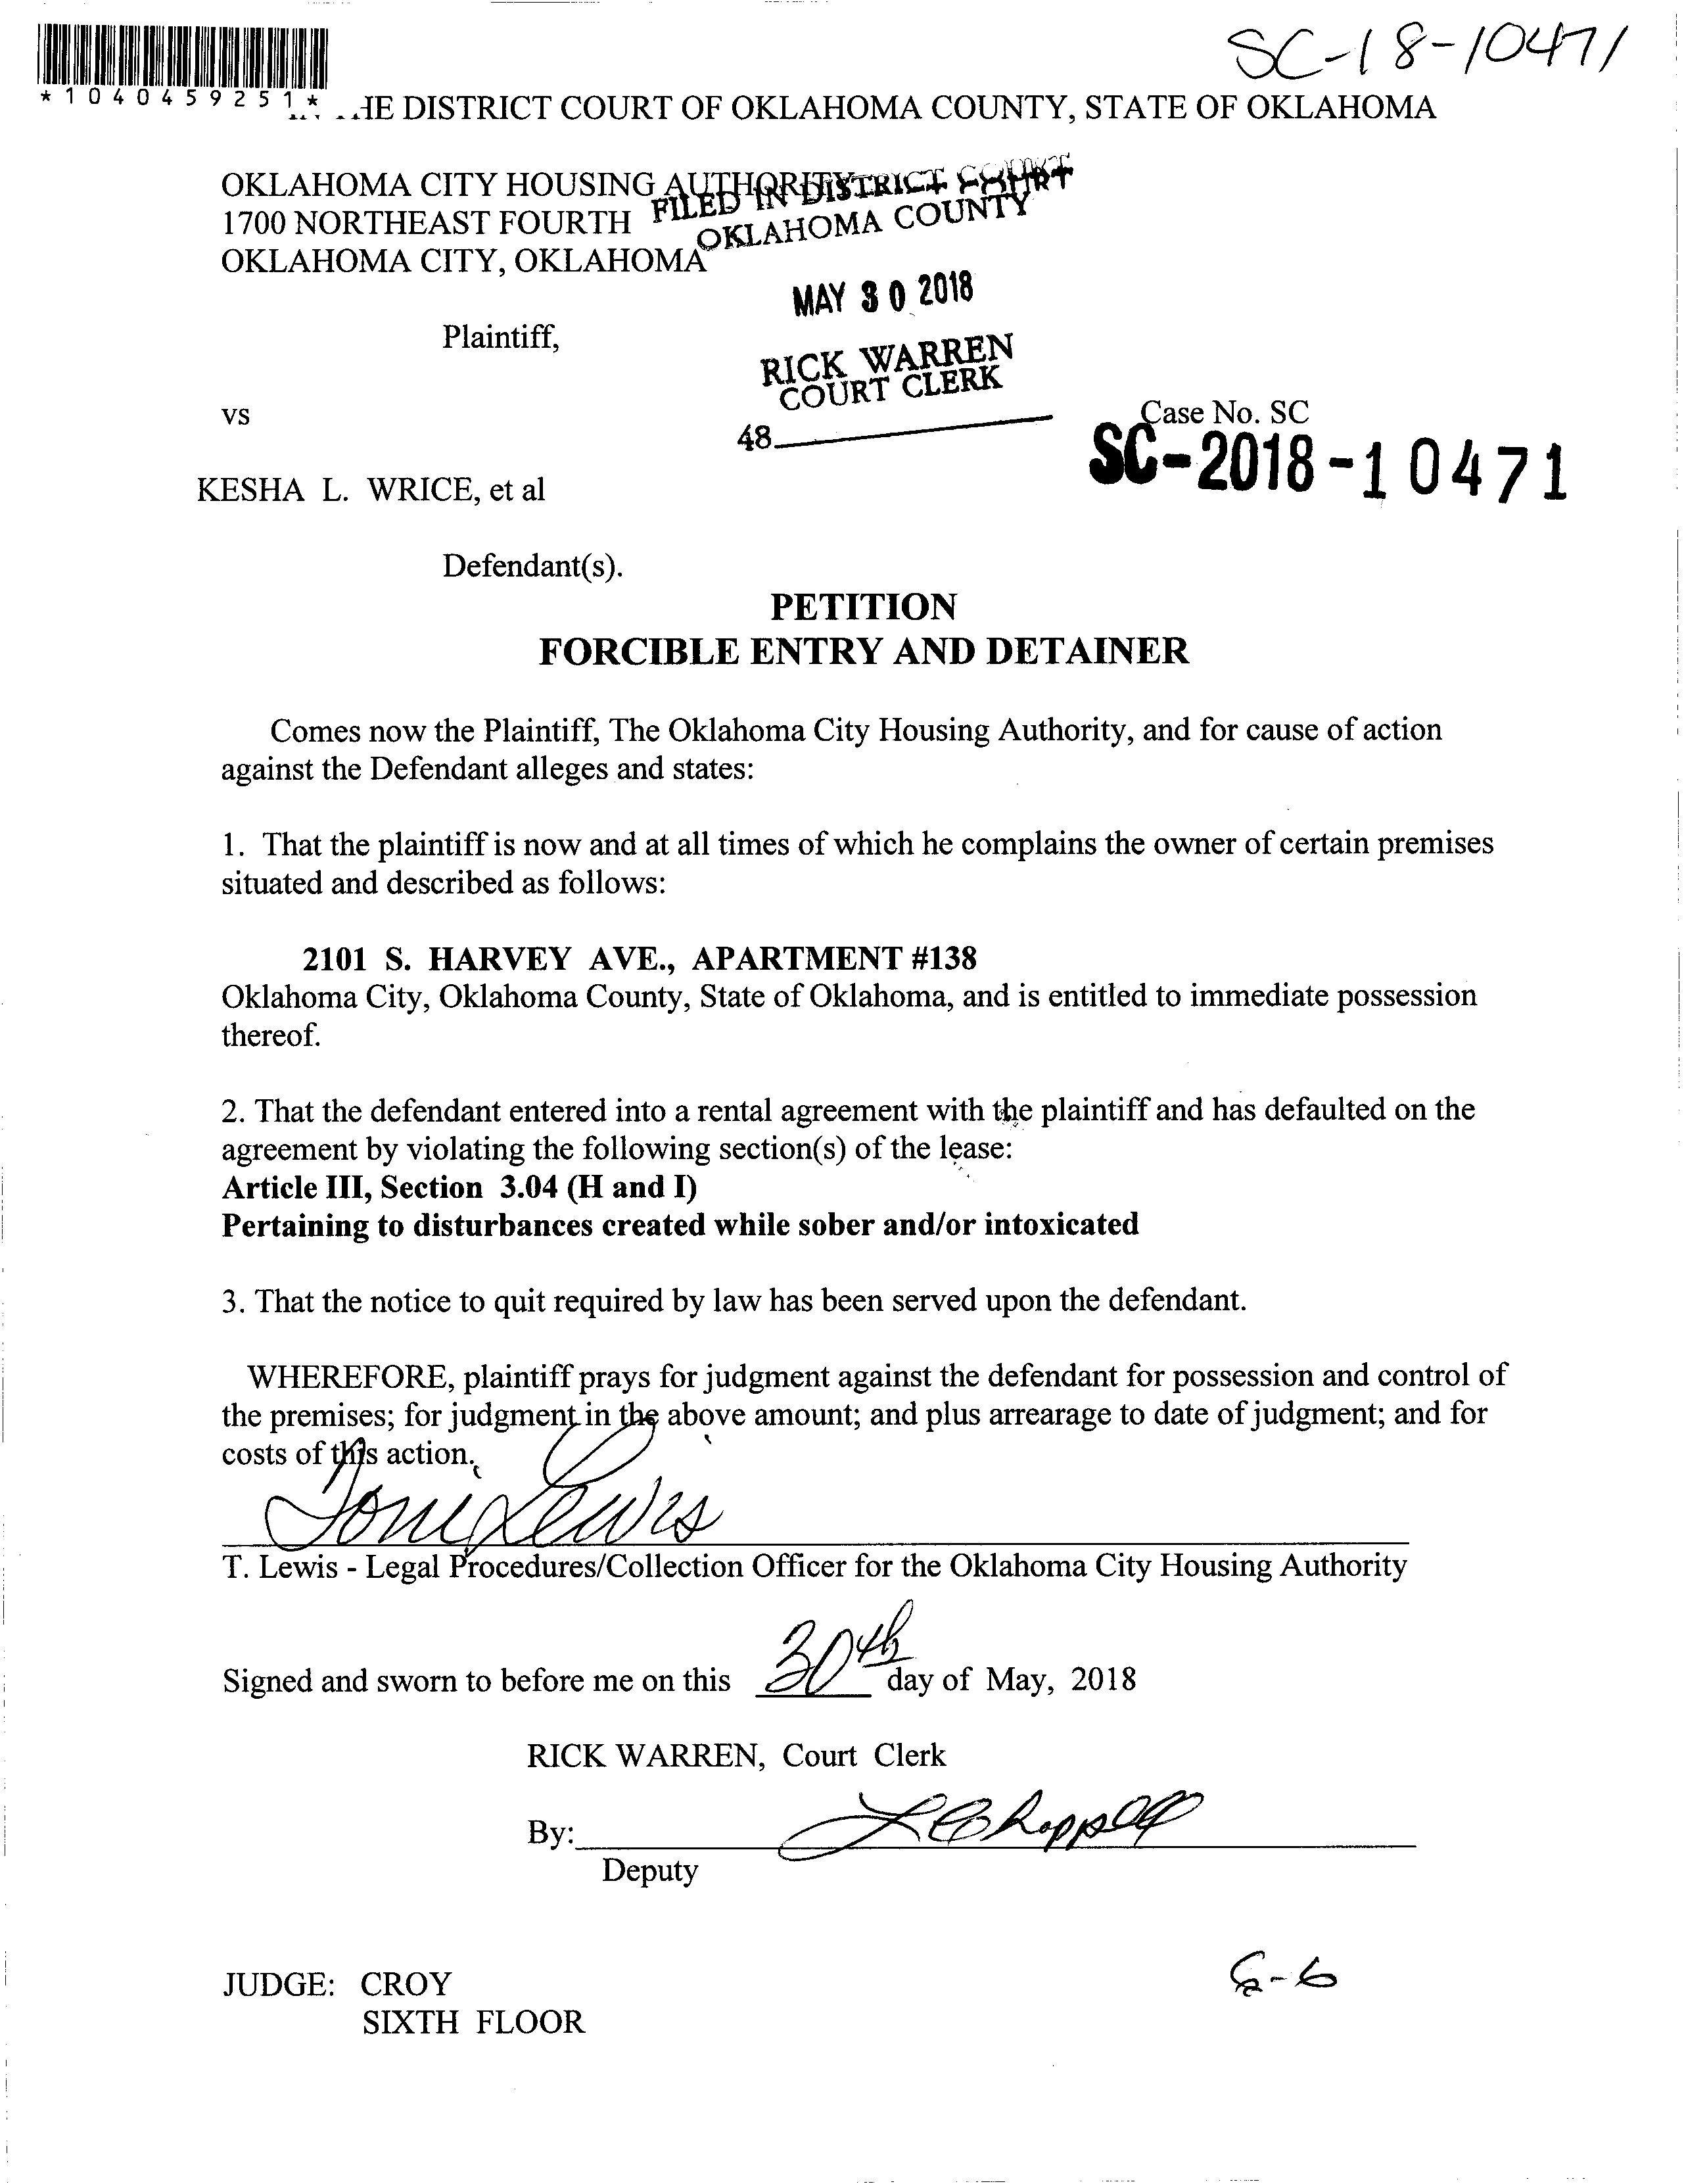 SC-18-10471
*1040459251*
HE DISTRICT COURT OF OKLAHOMA COUNTY, STATE OF OKLAHOMA
OKLAHOMA CITY HOUSING AUTHORITY
1700 NORTHEAST FOURTH
OKLAHOMA CITY, OKLAHOMA
FILED IN DISTRICT COURT
OKLAHOMA COUNTY
MAY 30 2018
Plaintiff,
RICK WARREN
COURT CLERK
48
vs
Case No. SC
SC-2018-10471
KESHA L. WRICE, et al
Defendant(s).
PETITION
FORCIBLE ENTRY AND DETAINER
Comes now the Plaintiff, The Oklahoma City Housing Authority, and for cause of action
against the Defendant alleges and states:
1. That the plaintiff is now and at all times of which he complains the owner of certain premises
situated and described as follows:
2101 S. HARVEY AVE., APARTMENT #138
Oklahoma City, Oklahoma County, State of Oklahoma, and is entitled to immediate possession
thereof.
2. That the defendant entered into a rental agreement with the plaintiff and has defaulted on the
agreement by violating the following section(s) of the lease:
Article III, Section 3.04 (H and I)
Pertaining to disturbances created while sober and/or intoxicated
3. That the notice to quit required by law has been served upon the defendant.
WHEREFORE, plaintiff prays for judgment against the defendant for possession and control of
the premises; for judgment in the above amount; and plus arrearage to date of judgment; and for
costs of this action.
Toni Lewis
T. Lewis - Legal Procedures/Collection Officer for the Oklahoma City Housing Authority
Signed and sworn to before me on this 30th day of May, 2018
RICK WARREN, Court Clerk
By: L Chappell
Deputy
JUDGE: CROY
SIXTH FLOOR